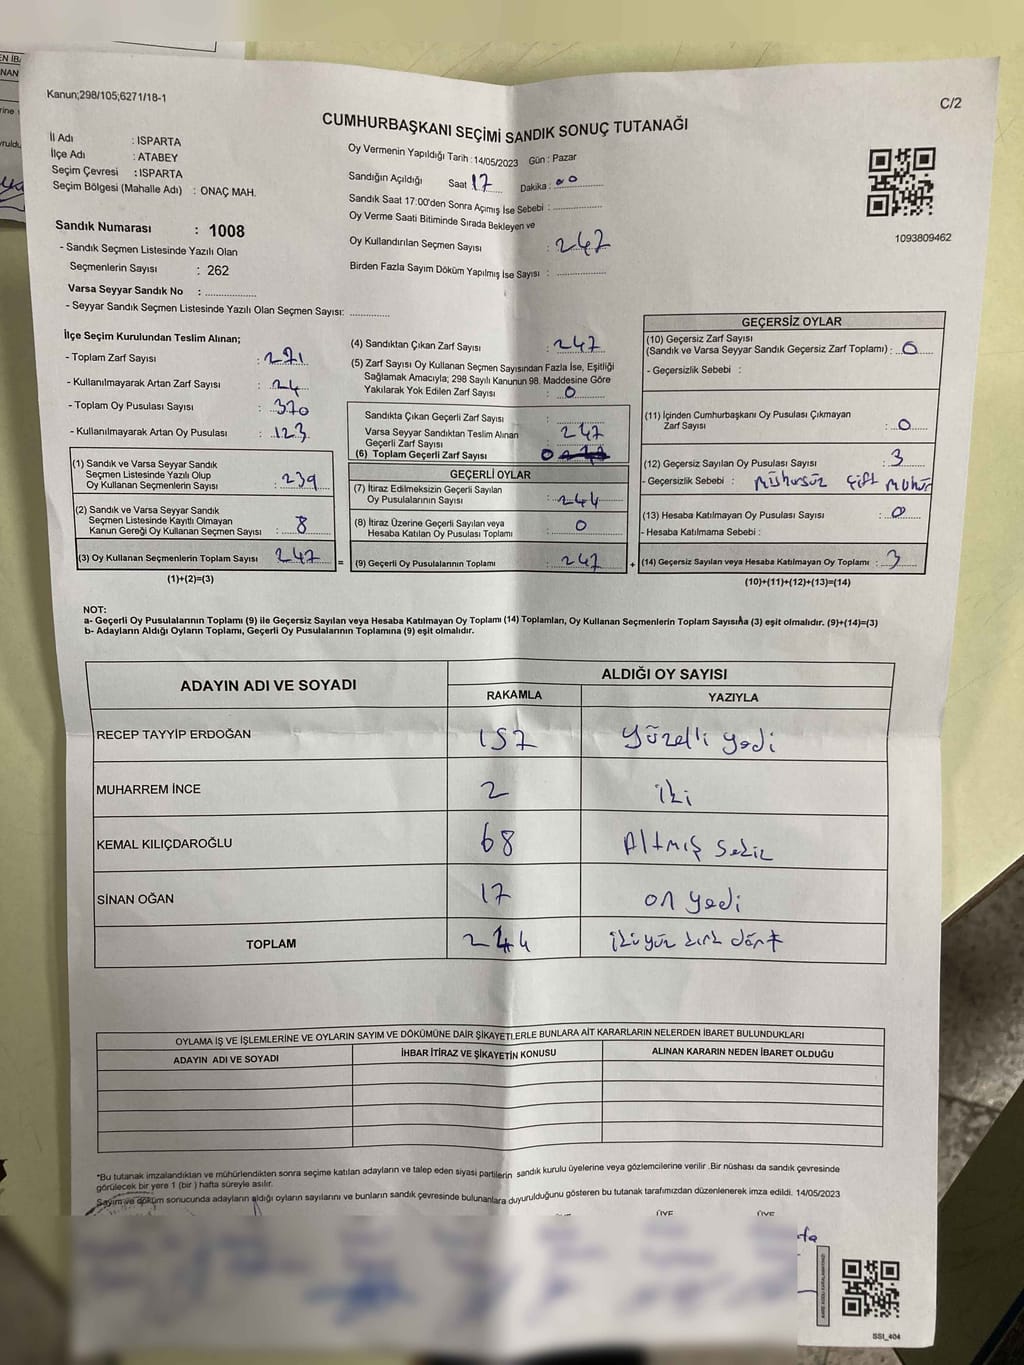 EN İB
NAN
rine
yruldu
Kanun;298/105;6271/18-1
C/2
CUMHURBAŞKANI SEÇİMİ SANDIK SONUÇ TUTANAĞI
İl Adı : ISPARTA
İlçe Adı : ATABEY
Seçim Çevresi : ISPARTA
Seçim Bölgesi (Mahalle Adı) : ONAÇ MAH.
Sandık Numarası : 1008
- Sandık Seçmen Listesinde Yazılı Olan
Seçmenlerin Sayısı : 262
Varsa Seyyar Sandık No : ................
- Seyyar Sandık Seçmen Listesinde Yazılı Olan Seçmen Sayısı: ............
Oy Vermenin Yapıldığı Tarih : 14/05/2023 Gün : Pazar
Sandığın Açıldığı Saat 17 Dakika : 00
Sandık Saat 17:00'den Sonra Açımış İse Sebebi : ...............
Oy Verme Saati Bitiminde Sırada Bekleyen ve
Oy Kullandırılan Seçmen Sayısı : 247
Birden Fazla Sayım Döküm Yapılmış İse Sayısı : ...............
1093809462
İlçe Seçim Kurulundan Teslim Alınan;
- Toplam Zarf Sayısı : 271
- Kullanılmayarak Artan Zarf Sayısı : 24
- Toplam Oy Pusulası Sayısı : 370
- Kullanılmayarak Artan Oy Pusulası : 123
(1) Sandık ve Varsa Seyyar Sandık
Seçmen Listesinde Yazılı Olup
Oy Kullanan Seçmenlerin Sayısı : 239
(2) Sandık ve Varsa Seyyar Sandık
Seçmen Listesinde Kayıtlı Olmayan
Kanun Gereği Oy Kullanan Seçmen Sayısı : 8
(3) Oy Kullanan Seçmenlerin Toplam Sayısı : 247 =
(1)+(2)=(3)
(4) Sandıktan Çıkan Zarf Sayısı : 247
(5) Zarf Sayısı Oy Kullanan Seçmen Sayısından Fazla İse, Eşitliği
Sağlamak Amacıyla; 298 Sayılı Kanunun 98. Maddesine Göre
Yakılarak Yok Edilen Zarf Sayısı : 0
Sandıkta Çıkan Geçerli Zarf Sayısı :
Varsa Seyyar Sandıktan Teslim Alınan
Geçerli Zarf Sayısı : 247
(6) Toplam Geçerli Zarf Sayısı 0
GEÇERLİ OYLAR
(7) İtiraz Edilmeksizin Geçerli Sayılan
Oy Pusulalarının Sayısı : 244
(8) İtiraz Üzerine Geçerli Sayılan veya
Hesaba Katılan Oy Pusulası Toplamı : 0
(9) Geçerli Oy Pusulalarının Toplamı : 247 +
GEÇERSİZ OYLAR
(10) Geçersiz Zarf Sayısı
(Sandık ve Varsa Seyyar Sandık Geçersiz Zarf Toplamı) : 0
- Geçersizlik Sebebi :
(11) İçinden Cumhurbaşkanı Oy Pusulası Çıkmayan
Zarf Sayısı : 0
(12) Geçersiz Sayılan Oy Pusulası Sayısı : 3
- Geçersizlik Sebebi : Mühürsüz Çift Mühür
(13) Hesaba Katılmayan Oy Pusulası Sayısı : 0
- Hesaba Katılmama Sebebi :
(14) Geçersiz Sayılan veya Hesaba Katılmayan Oy Toplamı : 3
(10)+(11)+(12)+(13)=(14)
NOT:
a- Geçerli Oy Pusulalarının Toplamı (9) ile Geçersiz Sayılan veya Hesaba Katılmayan Oy Toplamı (14) Toplamları, Oy Kullanan Seçmenlerin Toplam Sayısına (3) eşit olmalıdır. (9)+(14)=(3)
b- Adayların Aldığı Oyların Toplamı, Geçerli Oy Pusulalarının Toplamına (9) eşit olmalıdır.
ADAYIN ADI VE SOYADI
ALDIĞI OY SAYISI
RAKAMLA YAZIYLA
RECEP TAYYİP ERDOĞAN 157 yüzelli yedi
MUHARREM İNCE 2 iki
KEMAL KILIÇDAROĞLU 68 Altmış sekiz
SİNAN OĞAN 17 on yedi
TOPLAM 244 ikiyüz kırk dört
OYLAMA İŞ VE İŞLEMLERİNE VE OYLARIN SAYIM VE DÖKÜMÜNE DAİR ŞİKAYETLERLE BUNLARA AİT KARARLARIN NELERDEN İBARET BULUNDUKLARI
ADAYIN ADI VE SOYADI İHBAR İTİRAZ VE ŞİKAYETİN KONUSU ALINAN KARARIN NEDEN İBARET OLDUĞU
*Bu tutanak imzalandıktan ve mühürlendikten sonra seçime katılan adayların ve talep eden siyasi partilerin sandık kurulu üyelerine veya gözlemcilerine verilir .Bir nüshası da sandık çevresinde
görülecek bir yere 1 (bir ) hafta süreyle asılır.
Sayım ve döküm sonucunda adayların aldığı oyların sayılarını ve bunların sandık çevresinde bulunanlara duyurulduğunu gösteren bu tutanak tarafımızdan düzenlenerek imza edildi. 14/05/2023
ÜYE ÜYE
SSI_404